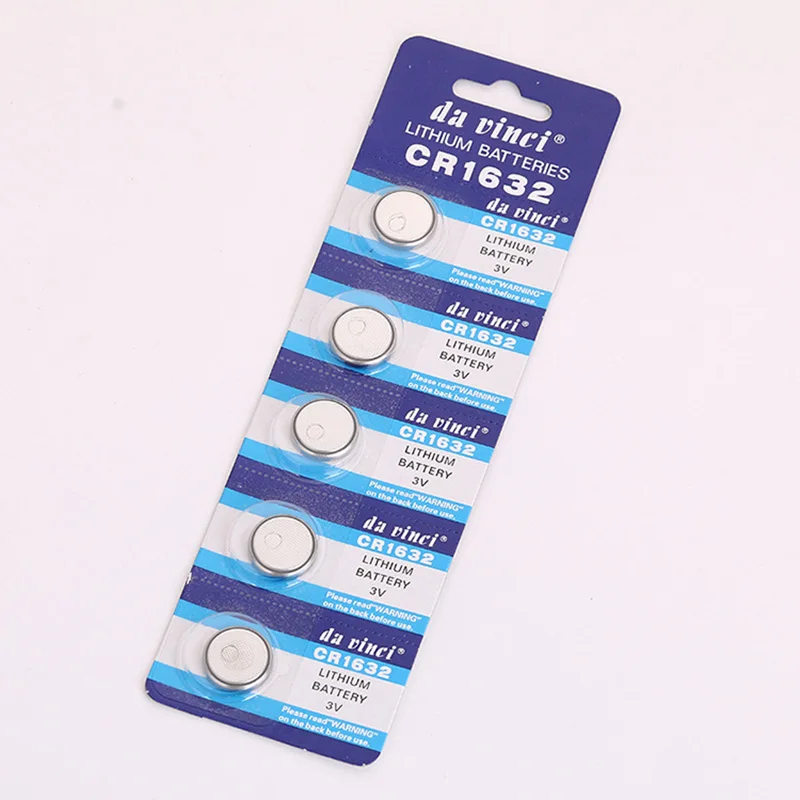 da vinci®
LITHIUM BATTERIES
CR1632
da vinci®
CR1632
LITHIUM
BATTERY
3V
Please read"WARNING"
on the back before use.
da vinci®
CR1632
LITHIUM
BATTERY
3V
Please read"WARNING"
on the back before use.
da vinci®
CR1632
LITHIUM
BATTERY
3V
Please read"WARNING"
on the back before use.
da vinci®
CR1632
LITHIUM
BATTERY
3V
Please read"WARNING"
on the back before use.
da vinci®
CR1632
LITHIUM
BATTERY
3V
Please read"WARNING"
on the back before use.